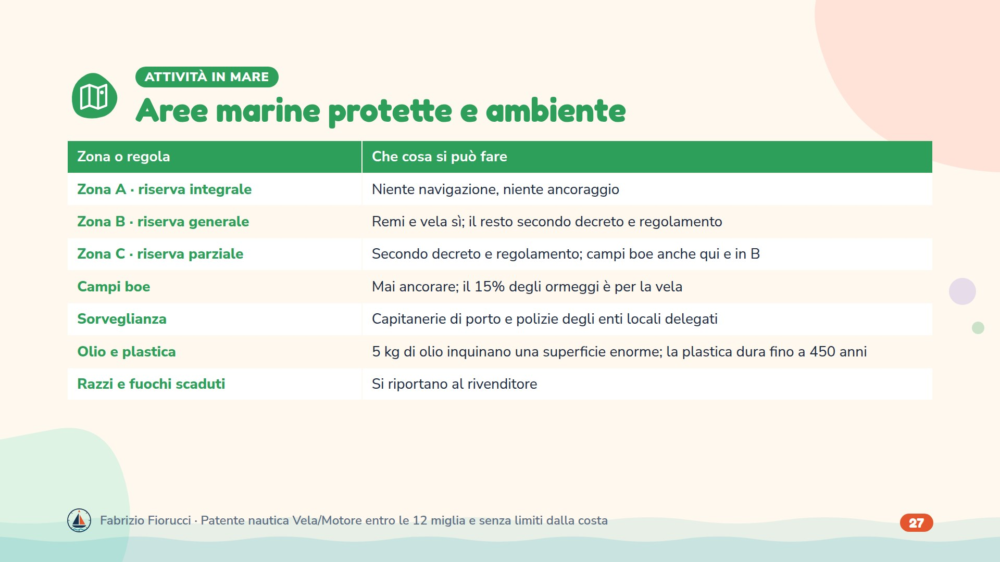 ATTIVITÀ IN MARE
Aree marine protette e ambiente
Zona o regola
Che cosa si può fare
Zona A · riserva integrale
Niente navigazione, niente ancoraggio
Zona B · riserva generale
Remi e vela sì; il resto secondo decreto e regolamento
Zona C · riserva parziale
Secondo decreto e regolamento; campi boe anche qui e in B
Campi boe
Mai ancorare; il 15% degli ormeggi è per la vela
Sorveglianza
Capitanerie di porto e polizie degli enti locali delegati
Olio e plastica
5 kg di olio inquinano una superficie enorme; la plastica dura fino a 450 anni
Razzi e fuochi scaduti
Si riportano al rivenditore
Fabrizio Fiorucci · Patente nautica Vela/Motore entro le 12 miglia e senza limiti dalla costa
27